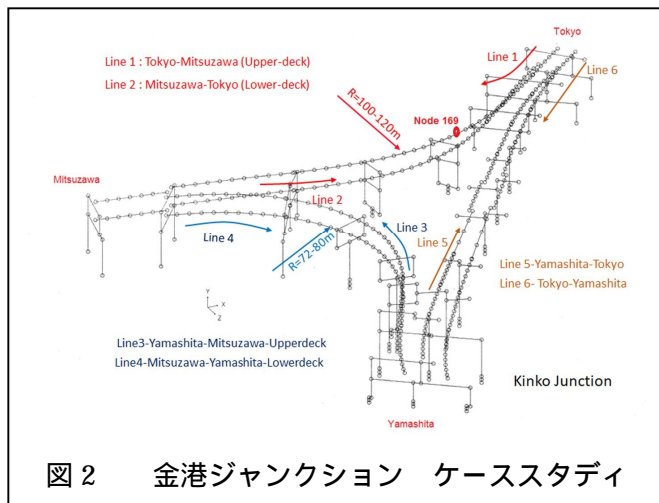 Tokyo
Line 1 : Tokyo-Mitsuzawa (Upper-deck)
Line 1
Line 6
Line 2 : Mitsuzawa-Tokyo (Lower-deck)
R=100-120m
Node 169
Mitsuzawa
Line 2
Line 3
Line 4
Line 5
R=72-80m
Line 5-Yamashita-Tokyo
Line 6- Tokyo-Yamashita
Y
X
Z
Line3-Yamashita-Mitsuzawa-Upperdeck
Line4-Mitsuzawa-Yamashita-Lowerdeck
Kinko Junction
Yamashita
図２　金港ジャンクション　ケーススタディ